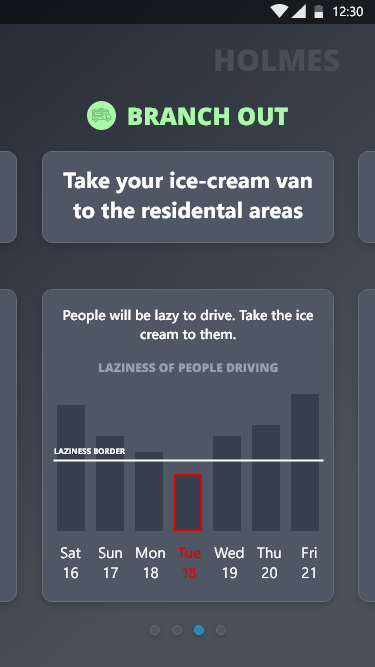 12:30
HOLMES
BRANCH OUT
Take your ice-cream van
to the residental areas
People will be lazy to drive. Take the ice
cream to them.
LAZINESS OF PEOPLE DRIVING
LAZINESS BORDER
Sat Sun Mon Tue Wed Thu Fri
16 17 18 18 19 20 21